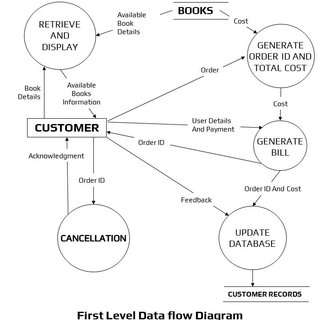 BOOKS
Available
Book
Details
Cost
RETRIEVE
AND
DISPLAY
GENERATE
ORDER ID AND
TOTAL COST
Order
Book
Details
Available
Books
Information
Cost
CUSTOMER
User Details
And Payment
Order ID
GENERATE
BILL
Acknowledgment
Order ID
Order ID And Cost
Feedback
CANCELLATION
UPDATE
DATABASE
CUSTOMER RECORDS
First Level Data flow Diagram